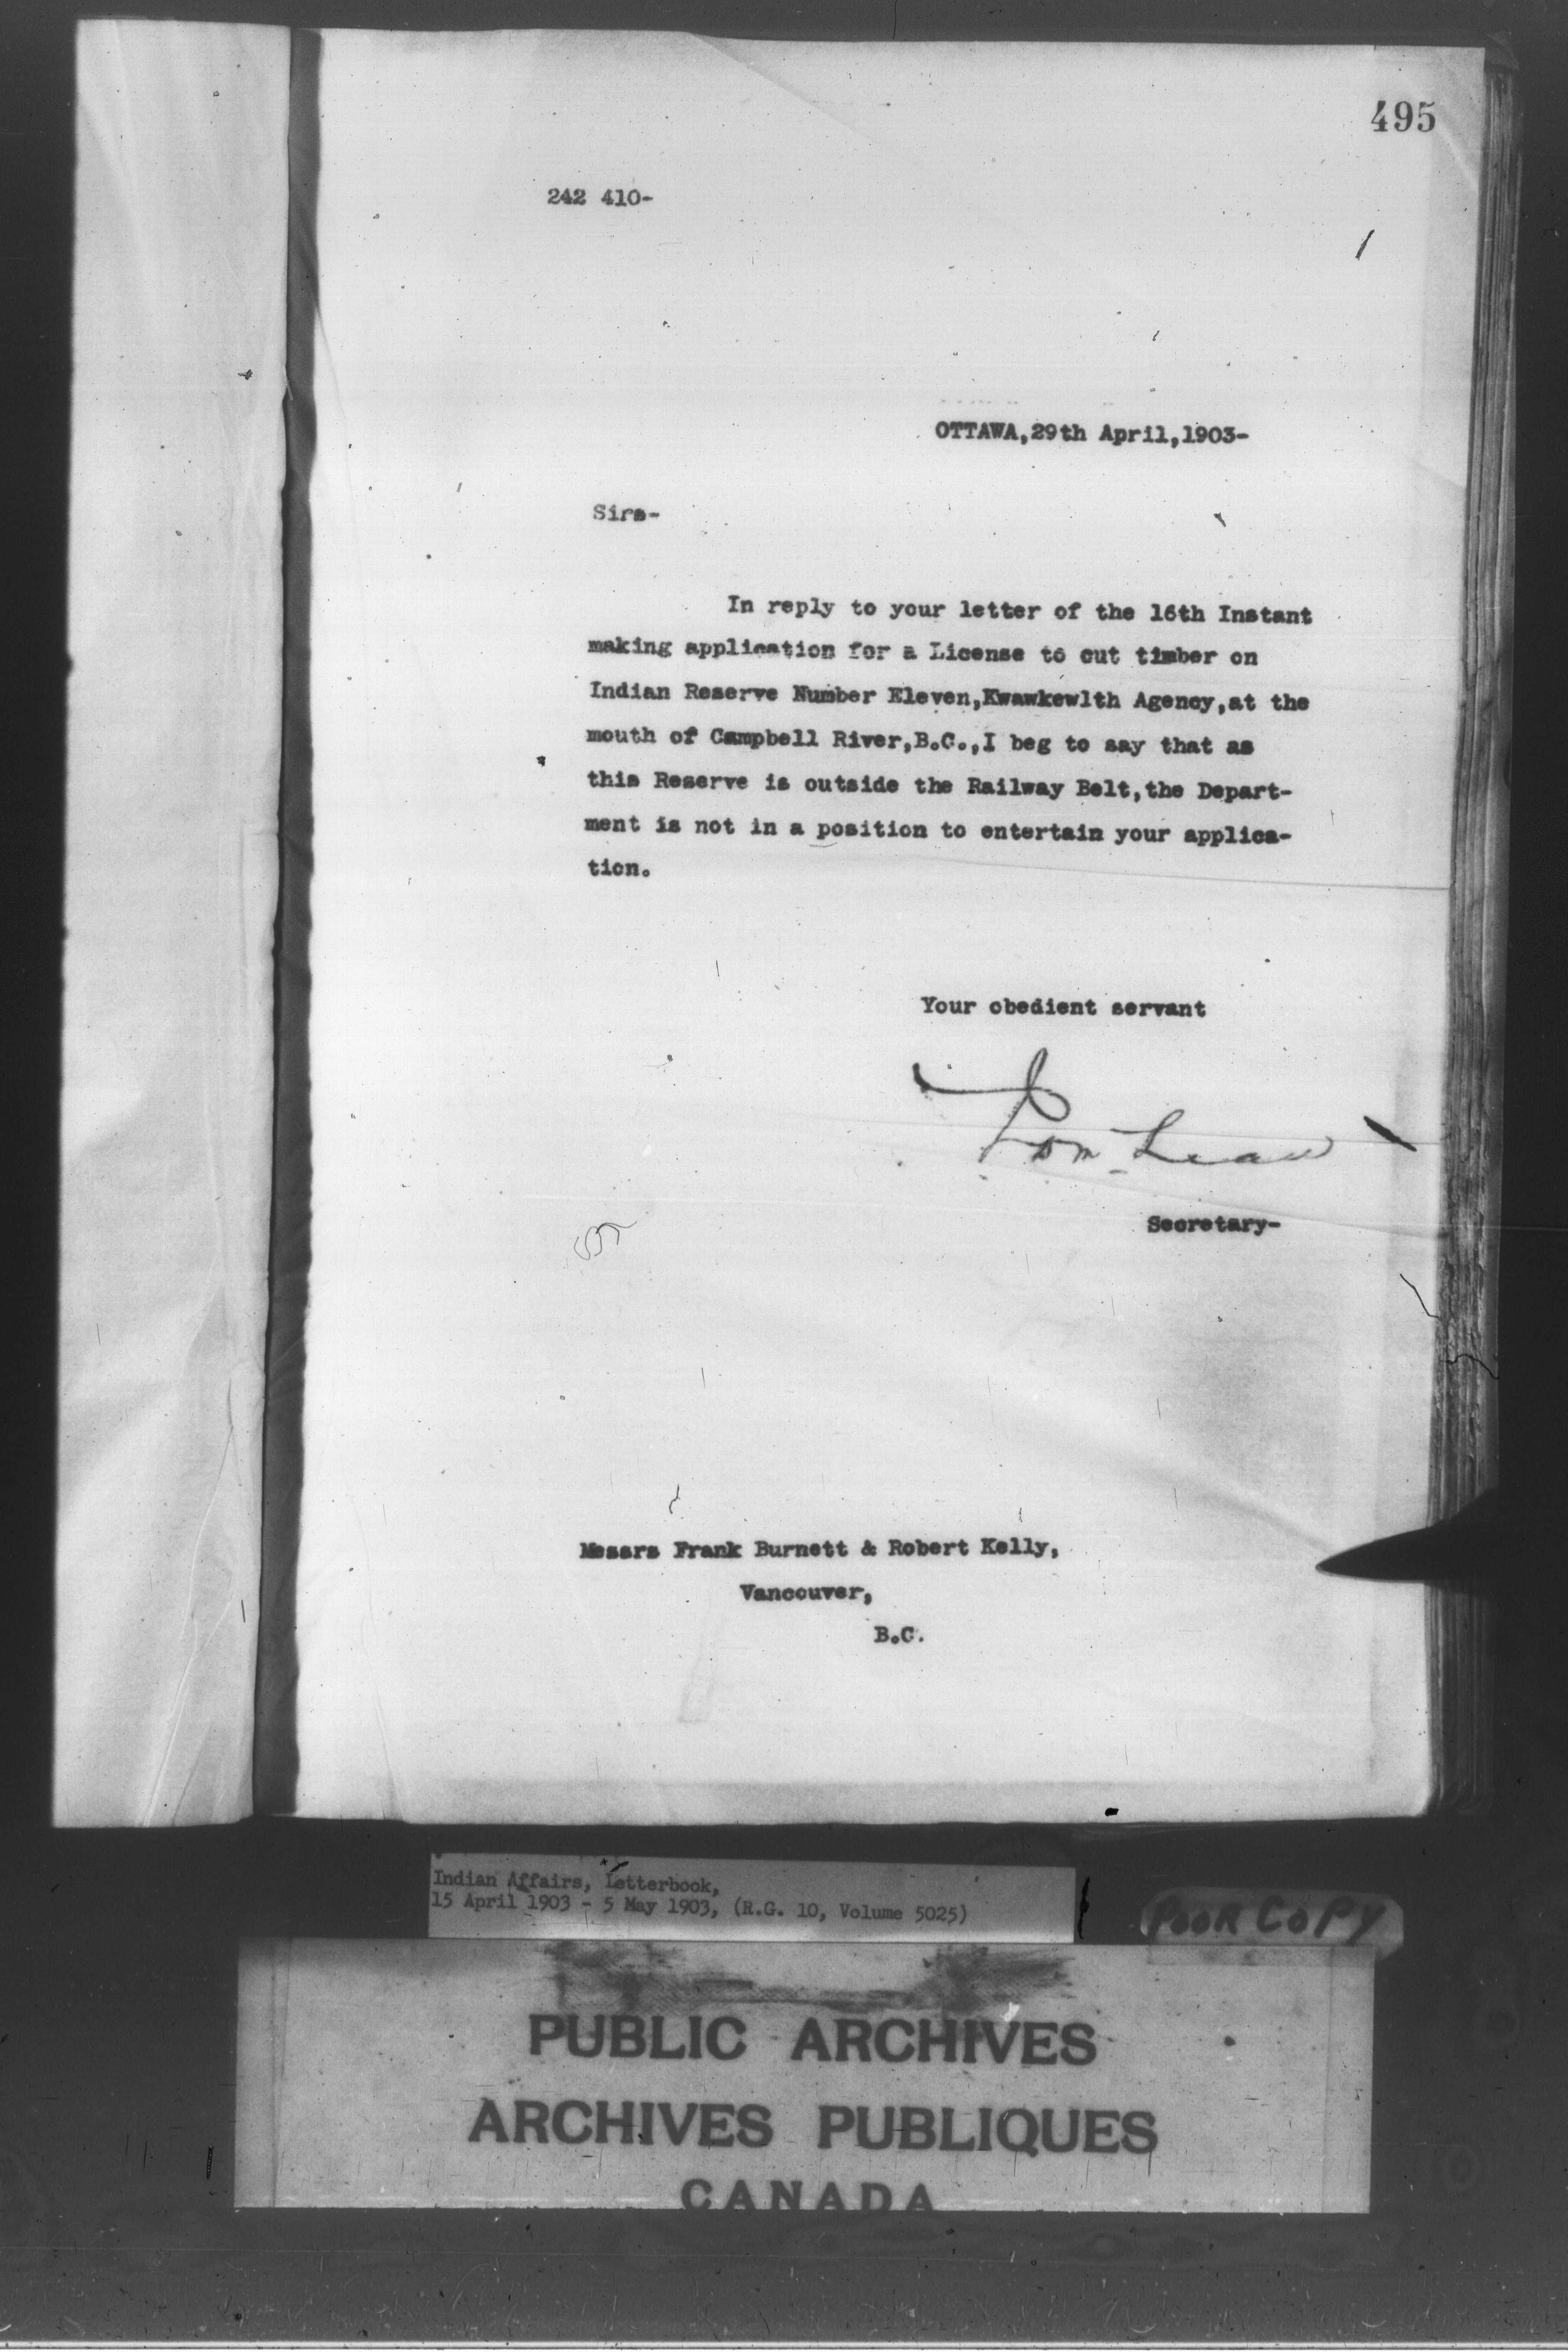 495
242 410-
OTTAWA,29th April,1903-
Sirs-
In reply to your letter of the 16th Instant
making application for a License to cut timber on
Indian Reserve Number Eleven,Kwawkewlth Agency,at the
mouth of Campbell River,B.C.,I beg to say that as
this Reserve is outside the Railway Belt,the Depart-
ment is not in a position to entertain your applica-
tion.
Your obedient servant
Secretary-
Messrs Frank Burnett & Robert Kelly,
Vancouver,
B.C.
Indian Affairs, Letterbook,
15 April 1903 - 5 May 1903, (R.G. 10, Volume 5025)
POOR COPY
PUBLIC ARCHIVES
ARCHIVES PUBLIQUES
CANADA